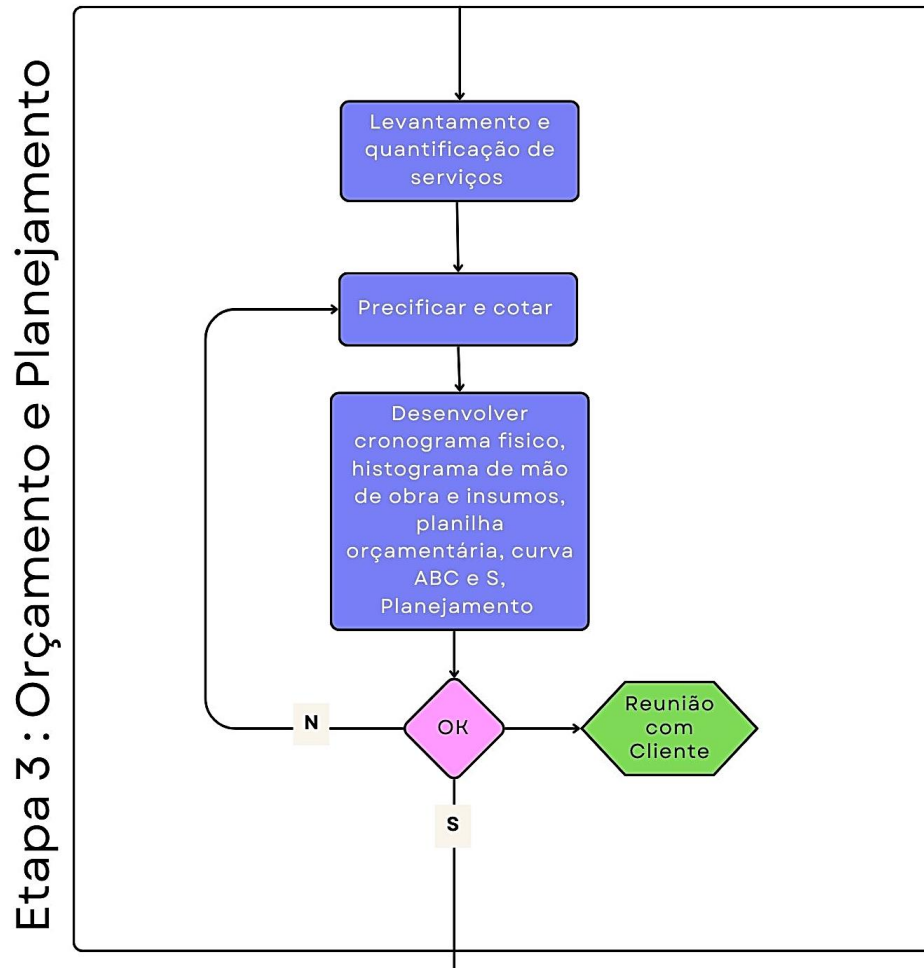 Etapa 3 : Orçamento e Planejamento
Levantamento e
quantificação de
serviços
Precificar e cotar
Desenvolver
cronograma fisico,
histograma de mão
de obra e insumos,
planilha
orçamentária, curva
ABC e S,
Planejamento
OK
N
Reunião
com
Cliente
S